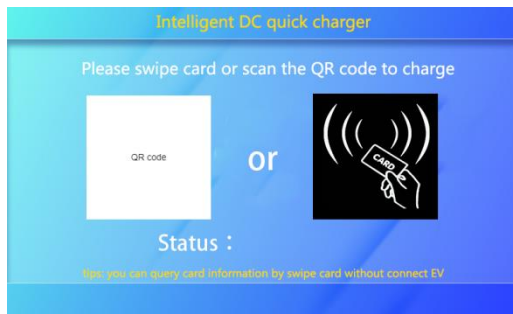 Intelligent DC quick charger
Please swipe card or scan the QR code to charge
QR code
or
CARD
Status：
tips: you can query card information by swipe card without connect EV